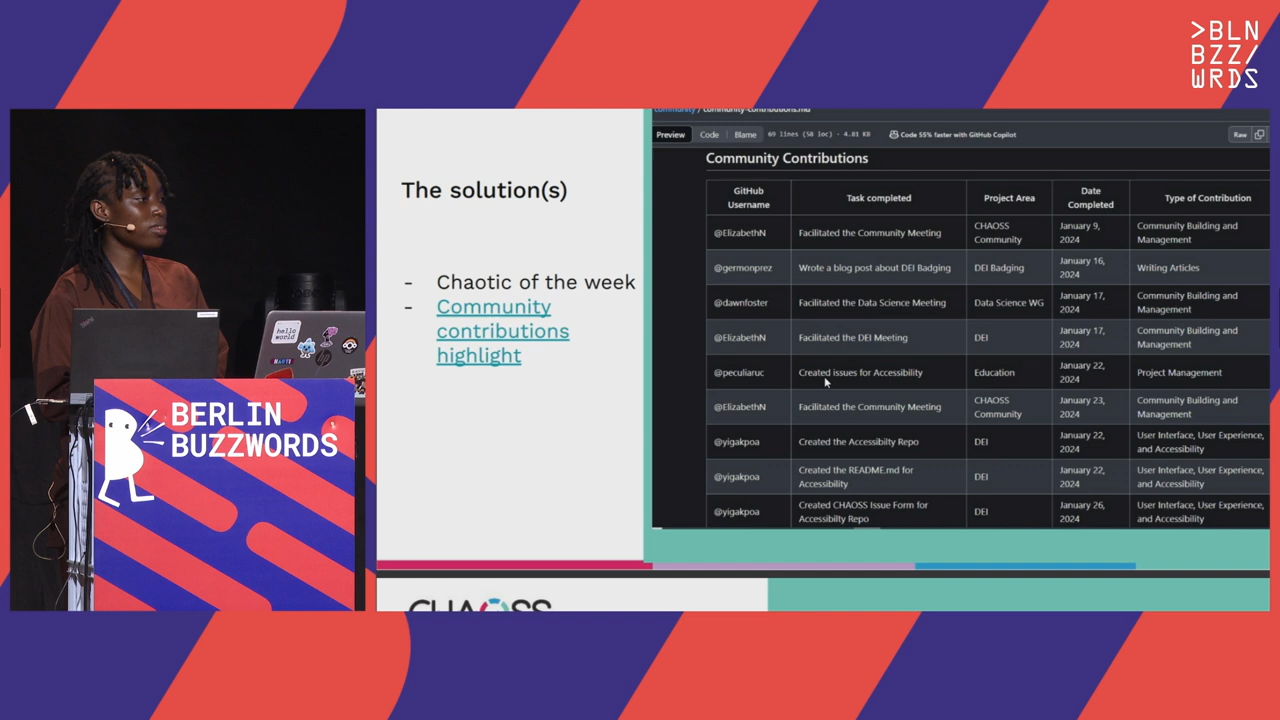 >BLN
BZZ/
WRDS
hello
world
BERLIN
BUZZWORDS
The solution(s)
- Chaotic of the week
- Community
contributions
highlight
community / community-contributions.md
Preview Code Blame 69 lines (58 loc) · 4.81 KB Code 55% faster with GitHub Copilot Raw
Community Contributions
GitHub Username Task completed Project Area Date Completed Type of Contribution
@ElizabethN Facilitated the Community Meeting CHAOSS Community January 9, 2024 Community Building and Management
@germonprez Wrote a blog post about DEI Badging DEI Badging January 16, 2024 Writing Articles
@dawnfoster Facilitated the Data Science Meeting Data Science WG January 17, 2024 Community Building and Management
@ElizabethN Facilitated the DEI Meeting DEI January 17, 2024 Community Building and Management
@peculiaruc Created issues for Accessibility Education January 22, 2024 Project Management
@ElizabethN Facilitated the Community Meeting CHAOSS Community January 23, 2024 Community Building and Management
@yigakpoa Created the Accessibilty Repo DEI January 22, 2024 User Interface, User Experience, and Accessibility
@yigakpoa Created the README.md for Accessibility DEI January 22, 2024 User Interface, User Experience, and Accessibility
@yigakpoa Created CHAOSS Issue Form for Accessibilty Repo DEI January 26, 2024 User Interface, User Experience, and Accessibility
CHAOSS